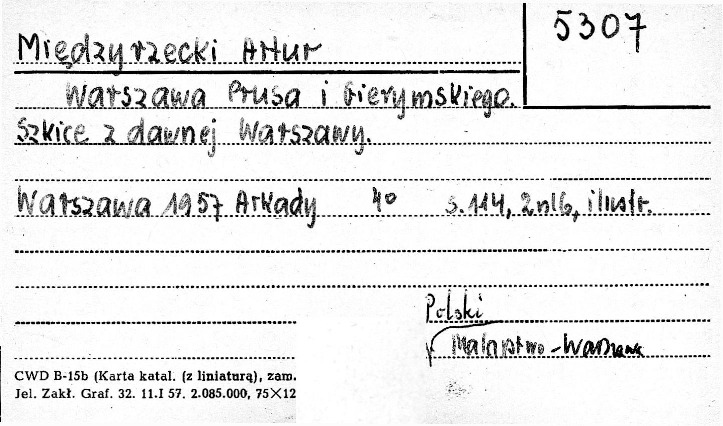 5307
Międzyrzecki Artur
Warszawa Prusa i Gierymskiego.
Szkice z dawnej Warszawy.
Warszawa 1957 Arkady 4° s. 114, 2 nlb, ilustr.
Polski
Malarstwo - Warszawa
CWD B-15b (Karta katal. (z liniaturą), zam.
Jel. Zakł. Graf. 32. 11.I 57. 2.085.000, 75×12